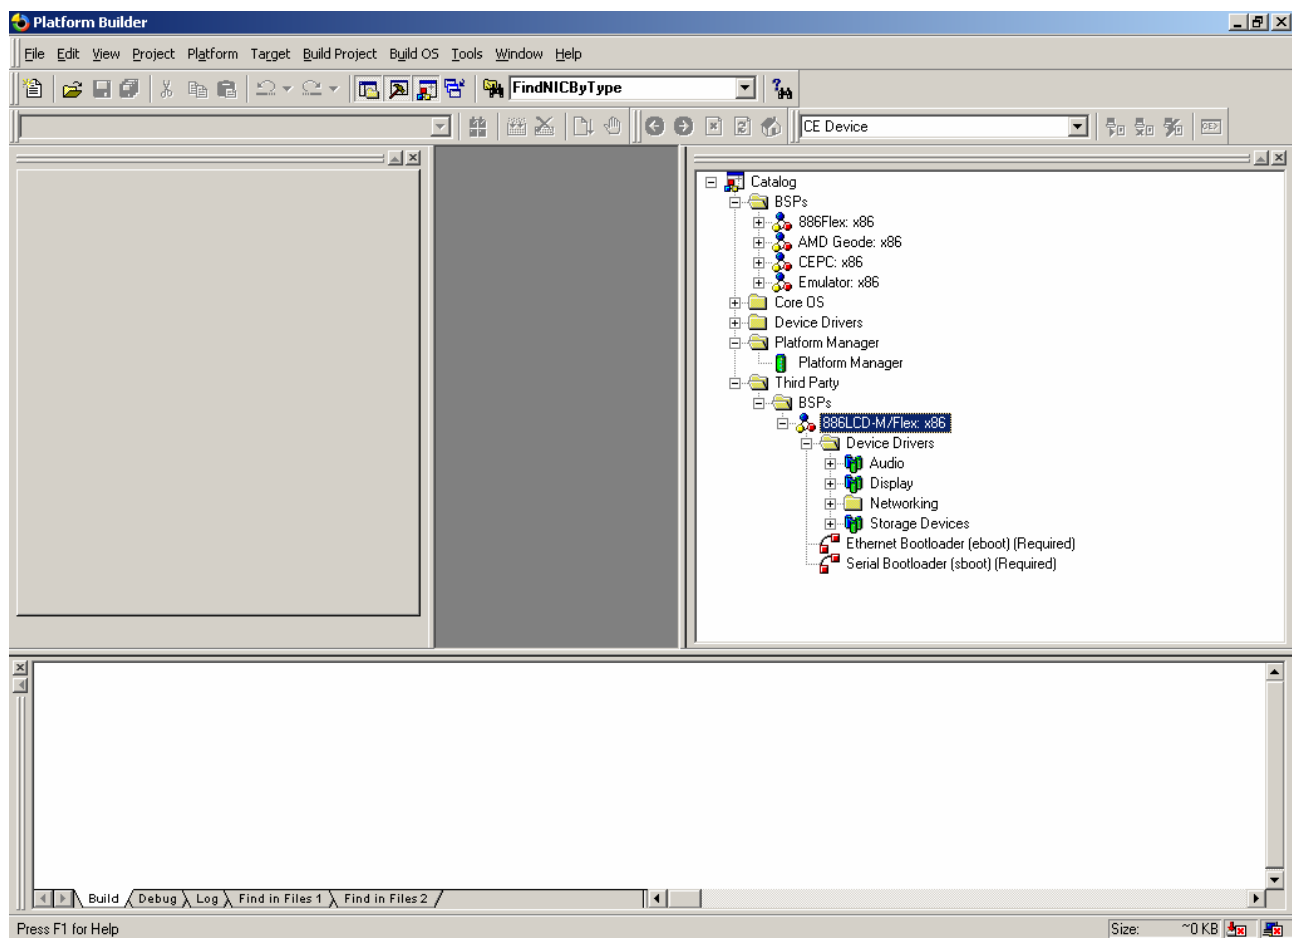 Platform Builder
File Edit View Project Platform Target Build Project Build OS Tools Window Help
FindNICByType
CE Device
Catalog
BSPs
886Flex: x86
AMD Geode: x86
CEPC: x86
Emulator: x86
Core OS
Device Drivers
Platform Manager
Platform Manager
Third Party
BSPs
886LCD-M/Flex: x86
Device Drivers
Audio
Display
Networking
Storage Devices
Ethernet Bootloader (eboot) (Required)
Serial Bootloader (sboot) (Required)
Build Debug Log Find in Files 1 Find in Files 2
Press F1 for Help Size: ~0 KB